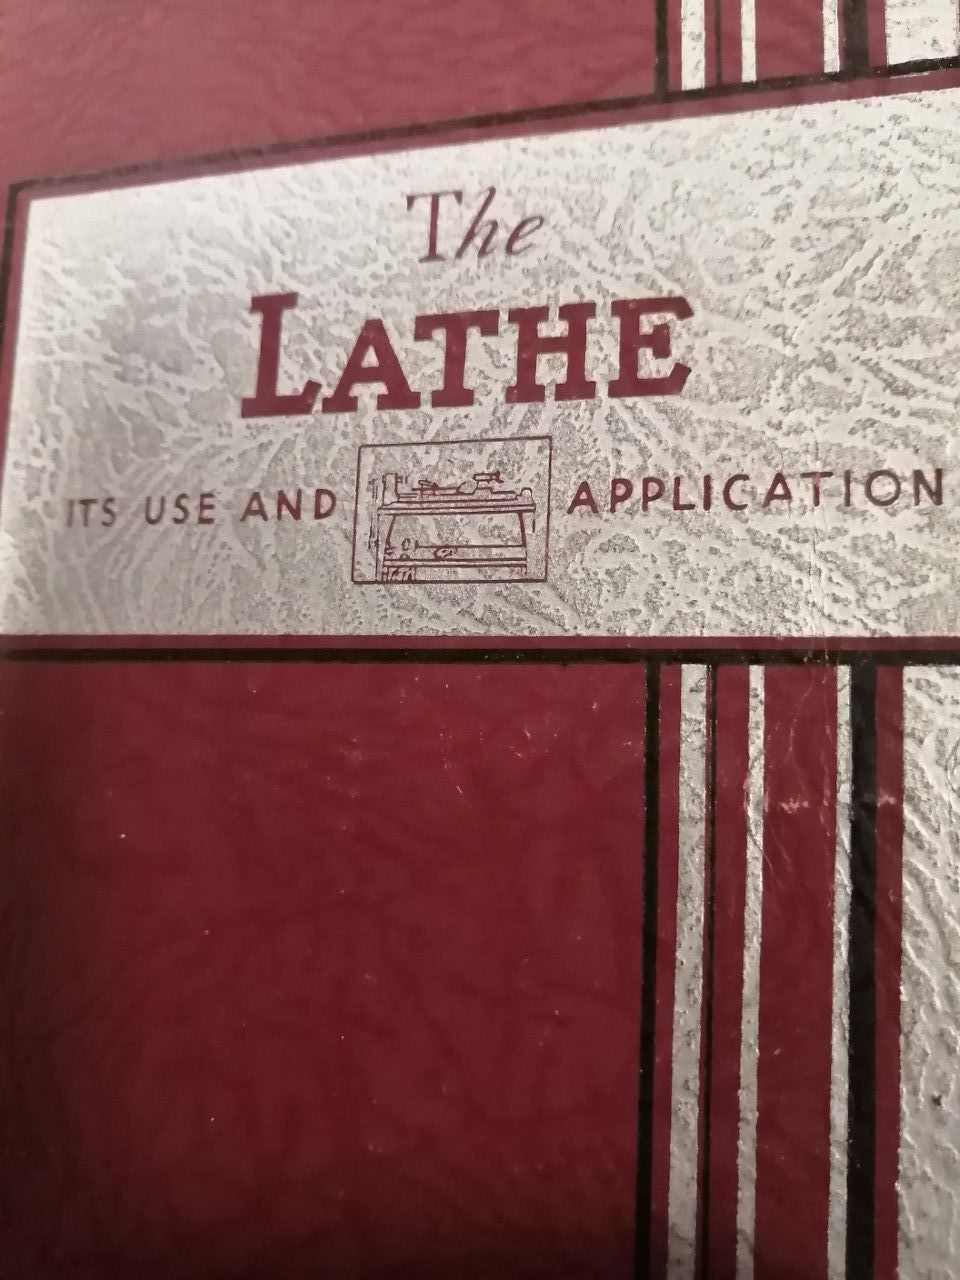 The
LATHE
ITS USE AND APPLICATION